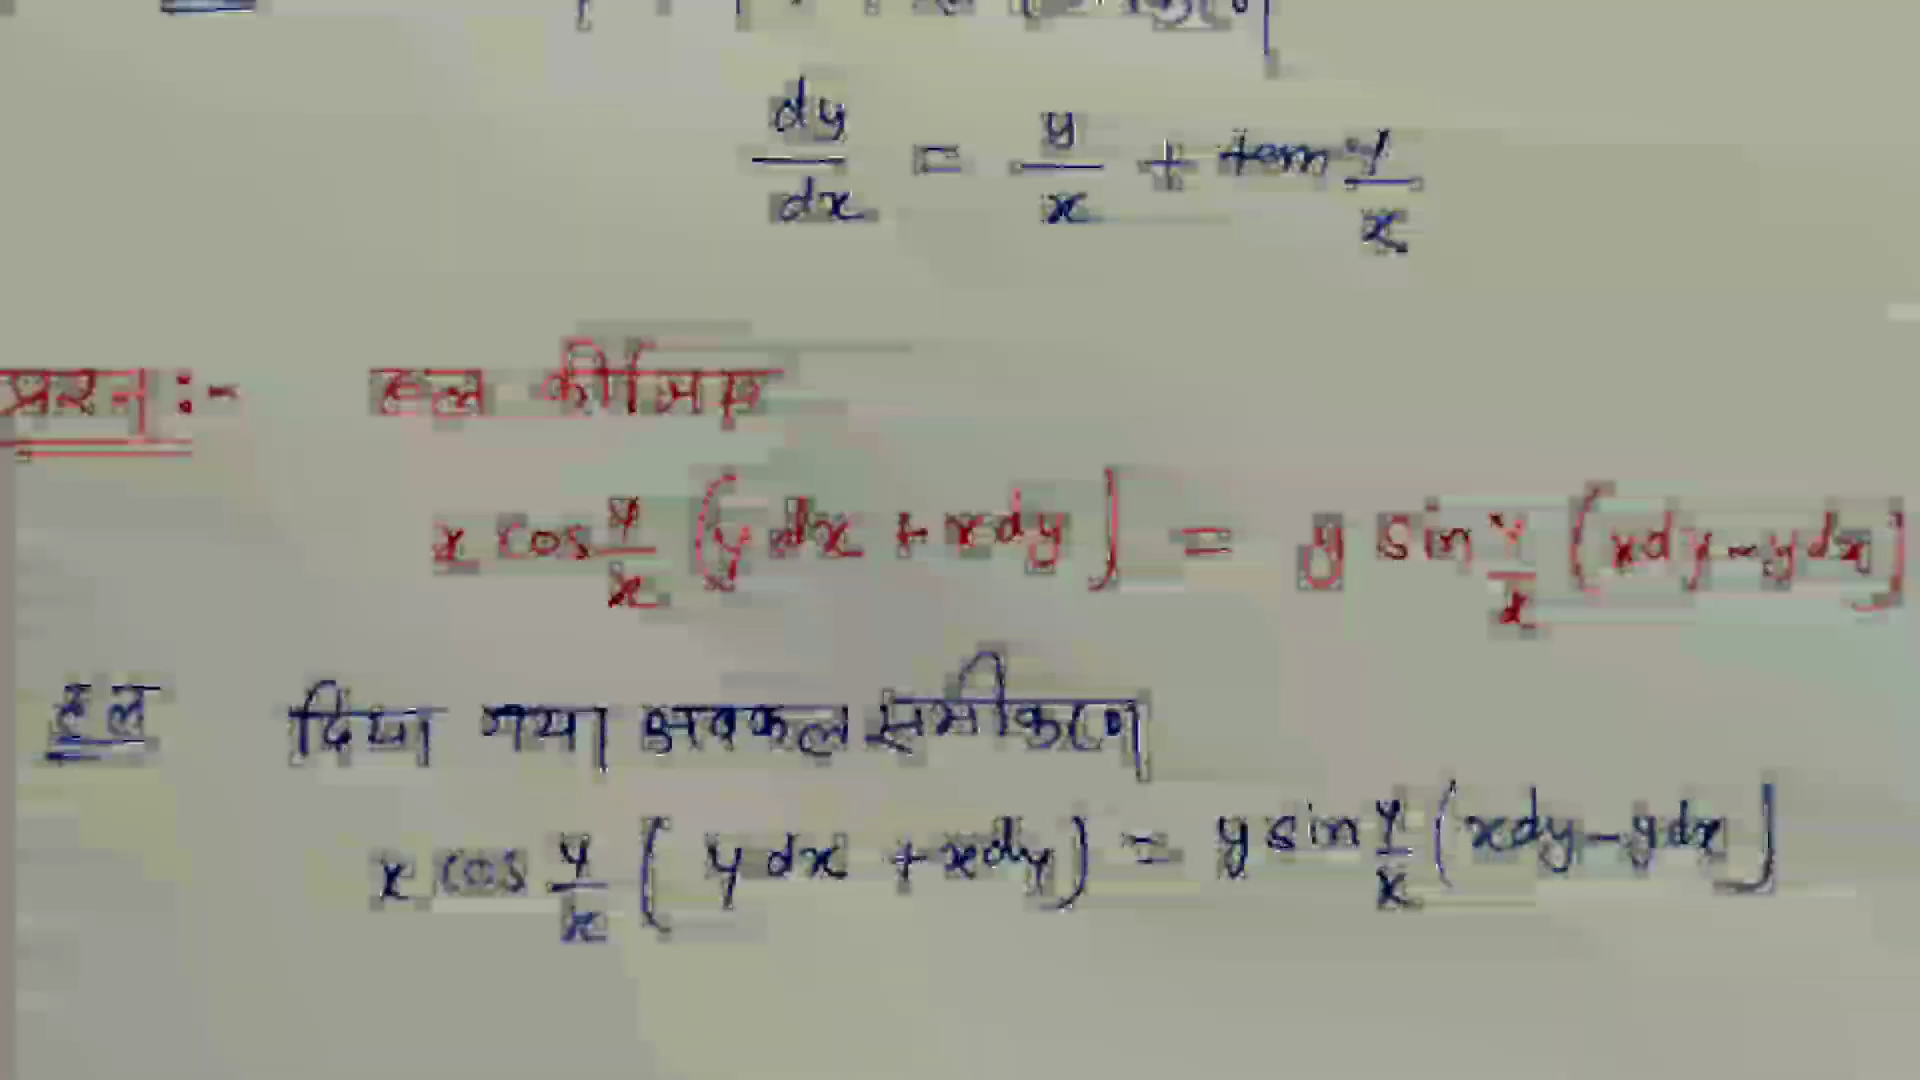 dy/dx = y/x + tan y/x
प्रश्न :- हल कीजिए
x cos y/x (y dx + x dy) = y sin y/x (x dy - y dx)
हल दिया गया अवकल समीकरण
x cos y/x (y dx + x dy) = y sin y/x (x dy - y dx)